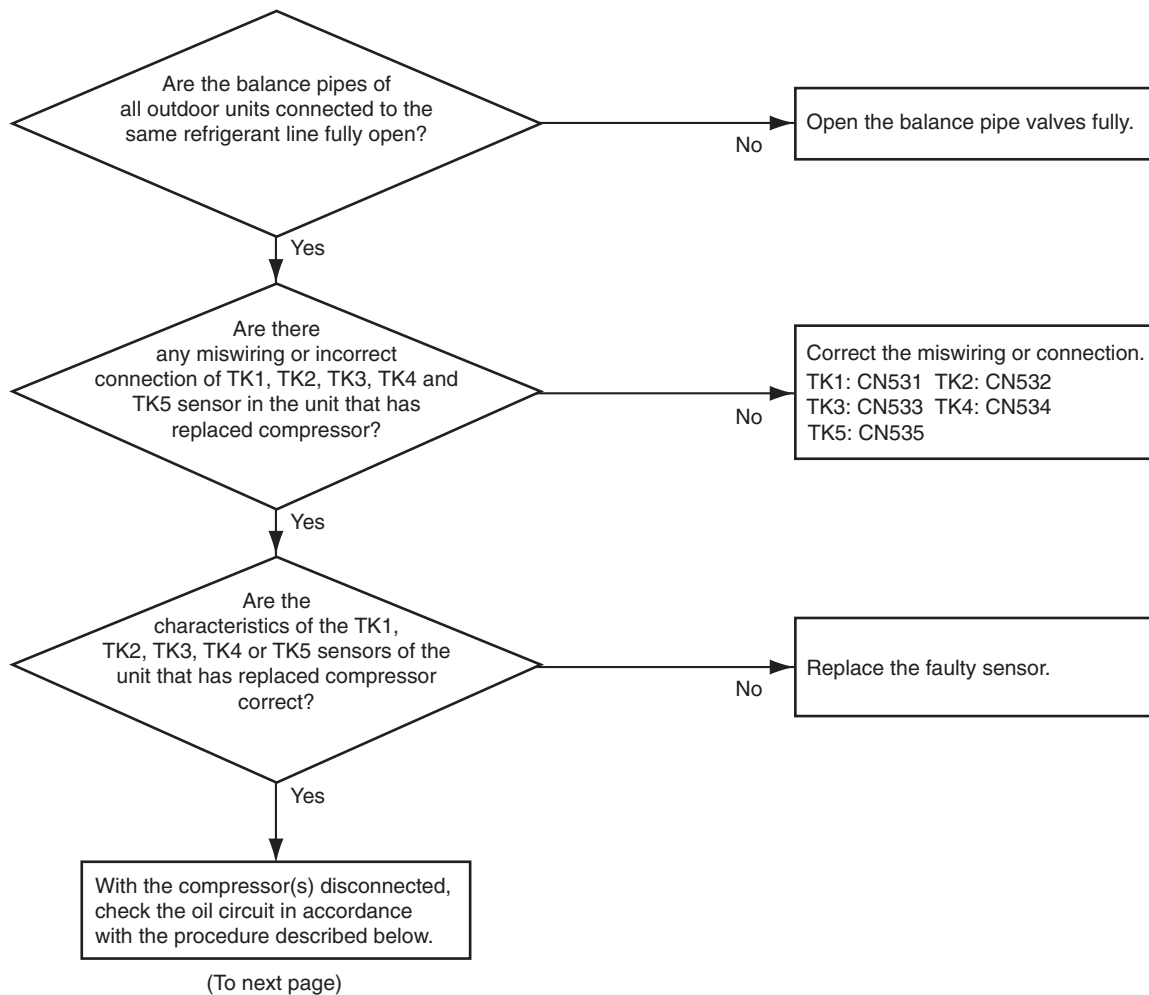 Are the balance pipes of
all outdoor units connected to the
same refrigerant line fully open?
No
Open the balance pipe valves fully.
Yes
Are there
any miswiring or incorrect
connection of TK1, TK2, TK3, TK4 and
TK5 sensor in the unit that has
replaced compressor?
No
Correct the miswiring or connection.
TK1: CN531  TK2: CN532
TK3: CN533  TK4: CN534
TK5: CN535
Yes
Are the
characteristics of the TK1,
TK2, TK3, TK4 or TK5 sensors of the
unit that has replaced compressor
correct?
No
Replace the faulty sensor.
Yes
With the compressor(s) disconnected,
check the oil circuit in accordance
with the procedure described below.
(To next page)